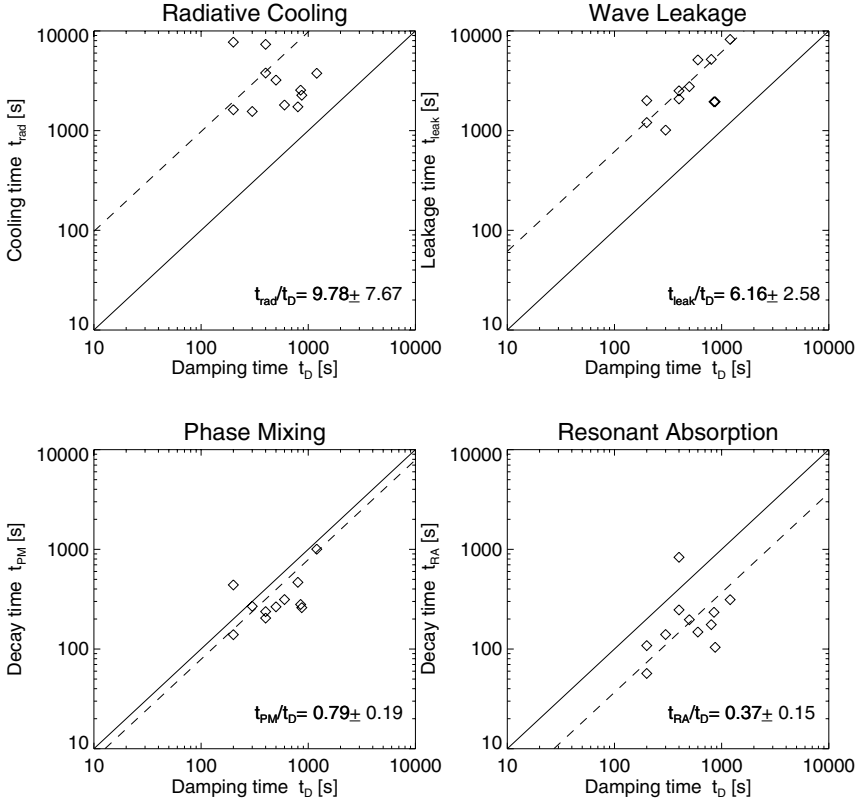 Radiative Cooling
10000
1000
100
10
Cooling time t_rad [s]
t_rad/t_D= 9.78± 7.67
10 100 1000 10000
Damping time t_D [s]
Wave Leakage
10000
1000
100
10
Leakage time t_leak [s]
t_leak/t_D= 6.16± 2.58
10 100 1000 10000
Damping time t_D [s]
Phase Mixing
10000
1000
100
10
Decay time t_PM [s]
t_PM/t_D= 0.79± 0.19
10 100 1000 10000
Damping time t_D [s]
Resonant Absorption
10000
1000
100
10
Decay time t_RA [s]
t_RA/t_D= 0.37± 0.15
10 100 1000 10000
Damping time t_D [s]